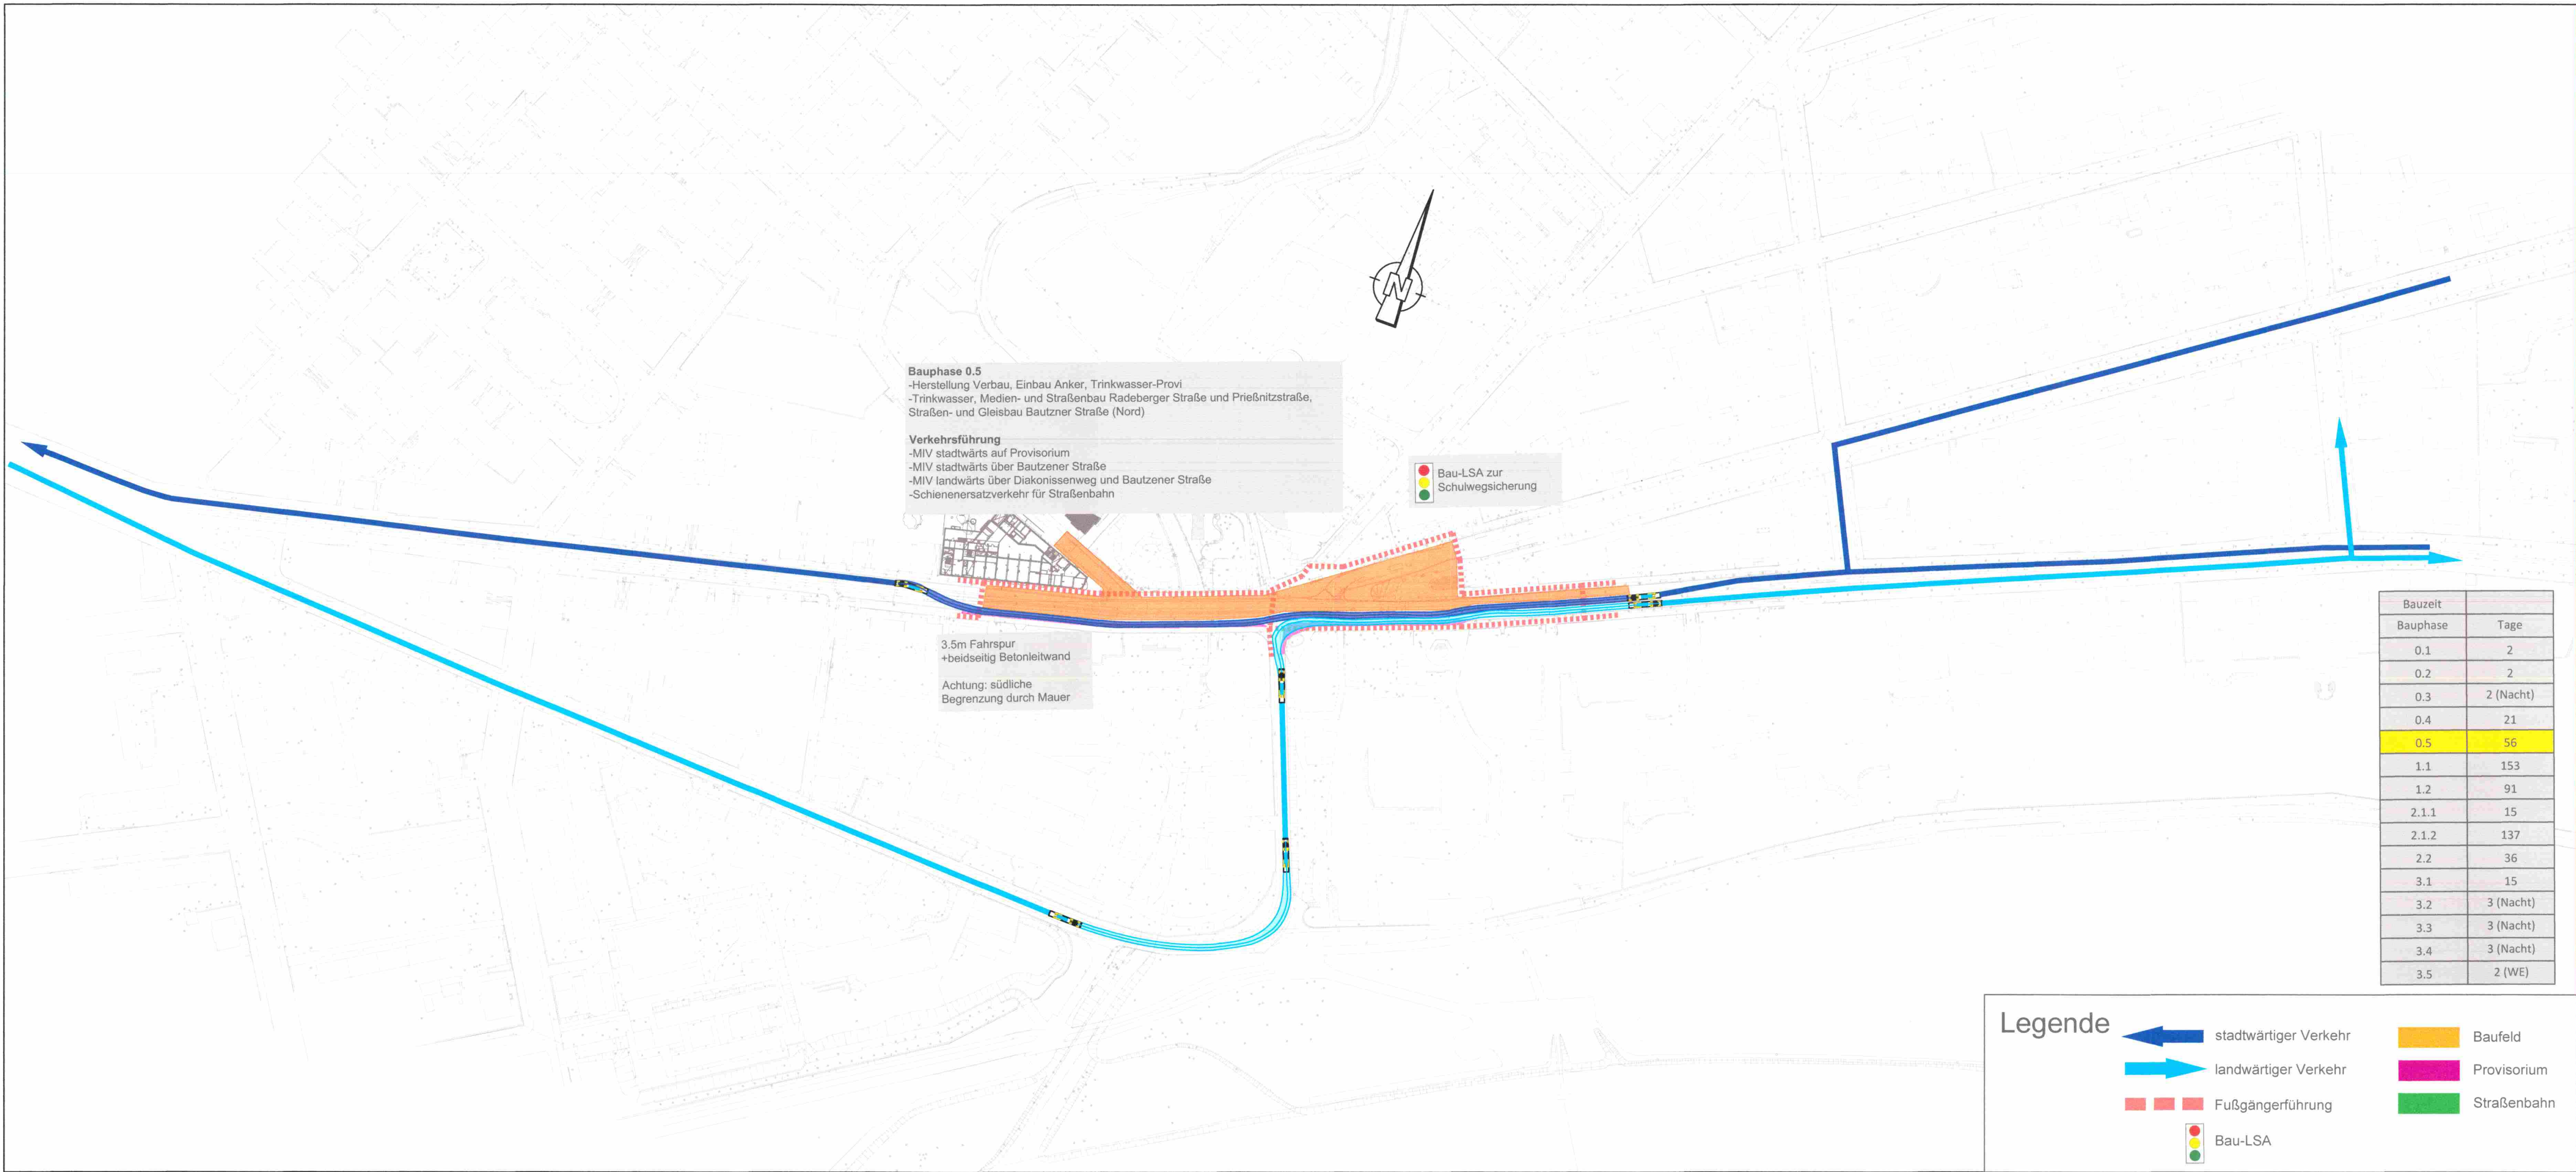 N
Bauphase 0.5
-Herstellung Verbau, Einbau Anker, Trinkwasser-Provi
-Trinkwasser, Medien- und Straßenbau Radeberger Straße und Prießnitzstraße,
Straßen- und Gleisbau Bautzner Straße (Nord)
Verkehrsführung
-MIV stadtwärts auf Provisorium
-MIV stadtwärts über Bautzener Straße
-MIV landwärts über Diakonissenweg und Bautzener Straße
-Schienenersatzverkehr für Straßenbahn
Bau-LSA zur
Schulwegsicherung
3.5m Fahrspur
+beidseitig Betonleitwand
Achtung: südliche
Begrenzung durch Mauer
Bauzeit
Bauphase Tage
0.1 2
0.2 2
0.3 2 (Nacht)
0.4 21
0.5 56
1.1 153
1.2 91
2.1.1 15
2.1.2 137
2.2 36
3.1 15
3.2 3 (Nacht)
3.3 3 (Nacht)
3.4 3 (Nacht)
3.5 2 (WE)
Legende
stadtwärtiger Verkehr Baufeld
landwärtiger Verkehr Provisorium
Fußgängerführung Straßenbahn
Bau-LSA